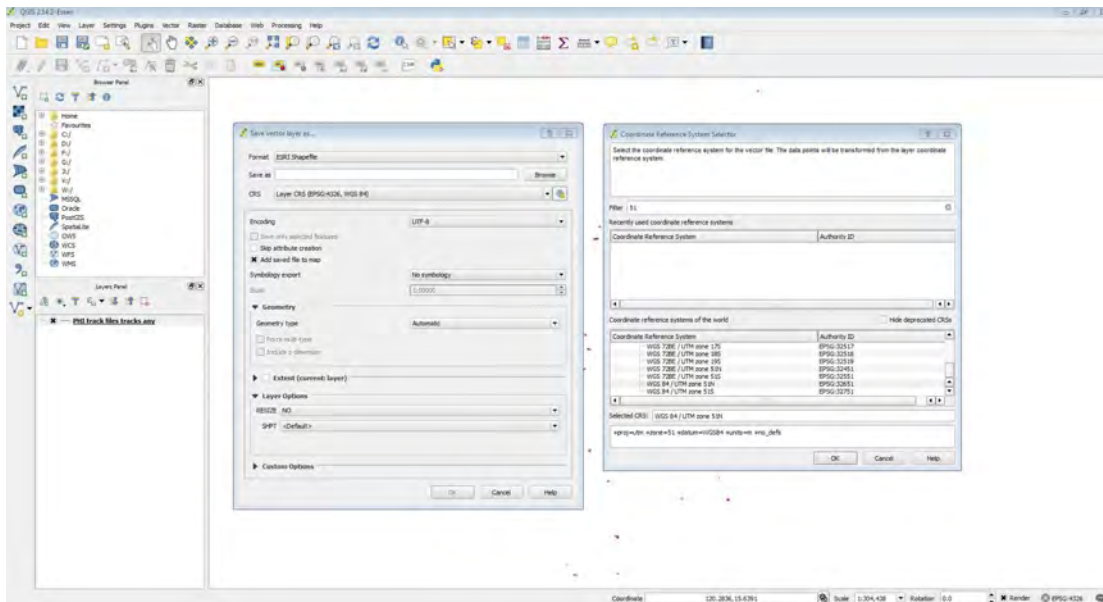 QGIS 2.14.2-Essen
Project Edit View Layer Settings Plugins Vector Raster Database Web Processing Help
Browser Panel
Home
Favourites
C:/
D:/
F:/
G:/
J:/
V:/
W:/
MSSQL
Oracle
PostGIS
SpatiaLite
OWS
WCS
WFS
WMS
Layers Panel
PHI track files tracks any
Save vector layer as...
Format ESRI Shapefile
Save as Browse
CRS Layer CRS (EPSG:4326, WGS 84)
Encoding UTF-8
Save only selected features
Skip attribute creation
Add saved file to map
Symbology export No symbology
Scale 1:50000
Geometry
Geometry type Automatic
Force multi-type
Include z-dimension
Extent (current: layer)
Layer Options
RESIZE NO
SHPT <Default>
Custom Options
OK Cancel Help
Coordinate Reference System Selector
Select the coordinate reference system for the vector file. The data points will be transformed from the layer coordinate
reference system.
Filter 51
Recently used coordinate reference systems
Coordinate Reference System Authority ID
Coordinate reference systems of the world Hide deprecated CRSs
Coordinate Reference System Authority ID
WGS 72BE / UTM zone 17S EPSG:32517
WGS 72BE / UTM zone 18S EPSG:32518
WGS 72BE / UTM zone 19S EPSG:32519
WGS 72BE / UTM zone 51N EPSG:32451
WGS 72BE / UTM zone 51S EPSG:32551
WGS 84 / UTM zone 51N EPSG:32651
WGS 84 / UTM zone 51S EPSG:32751
Selected CRS: WGS 84 / UTM zone 51N
+proj=utm +zone=51 +datum=WGS84 +units=m +no_defs
OK Cancel Help
Coordinate 120.2836,15.6391 Scale 1:304,438 Rotation 0.0 Render EPSG:4326